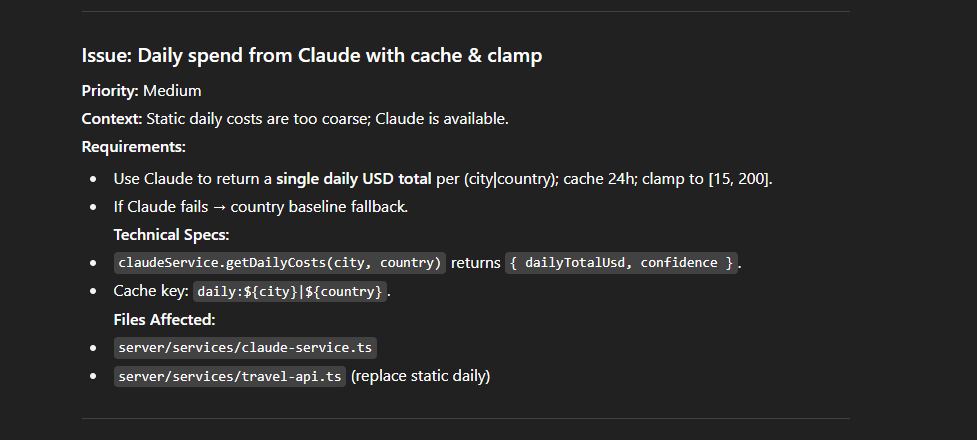 Issue: Daily spend from Claude with cache & clamp
Priority: Medium
Context: Static daily costs are too coarse; Claude is available.
Requirements:
• Use Claude to return a single daily USD total per (city|country); cache 24h; clamp to [15, 200].
• If Claude fails → country baseline fallback.
Technical Specs:
• claudeService.getDailyCosts(city, country) returns { dailyTotalUsd, confidence }.
• Cache key: daily:${city}|${country}.
Files Affected:
• server/services/claude-service.ts
• server/services/travel-api.ts (replace static daily)